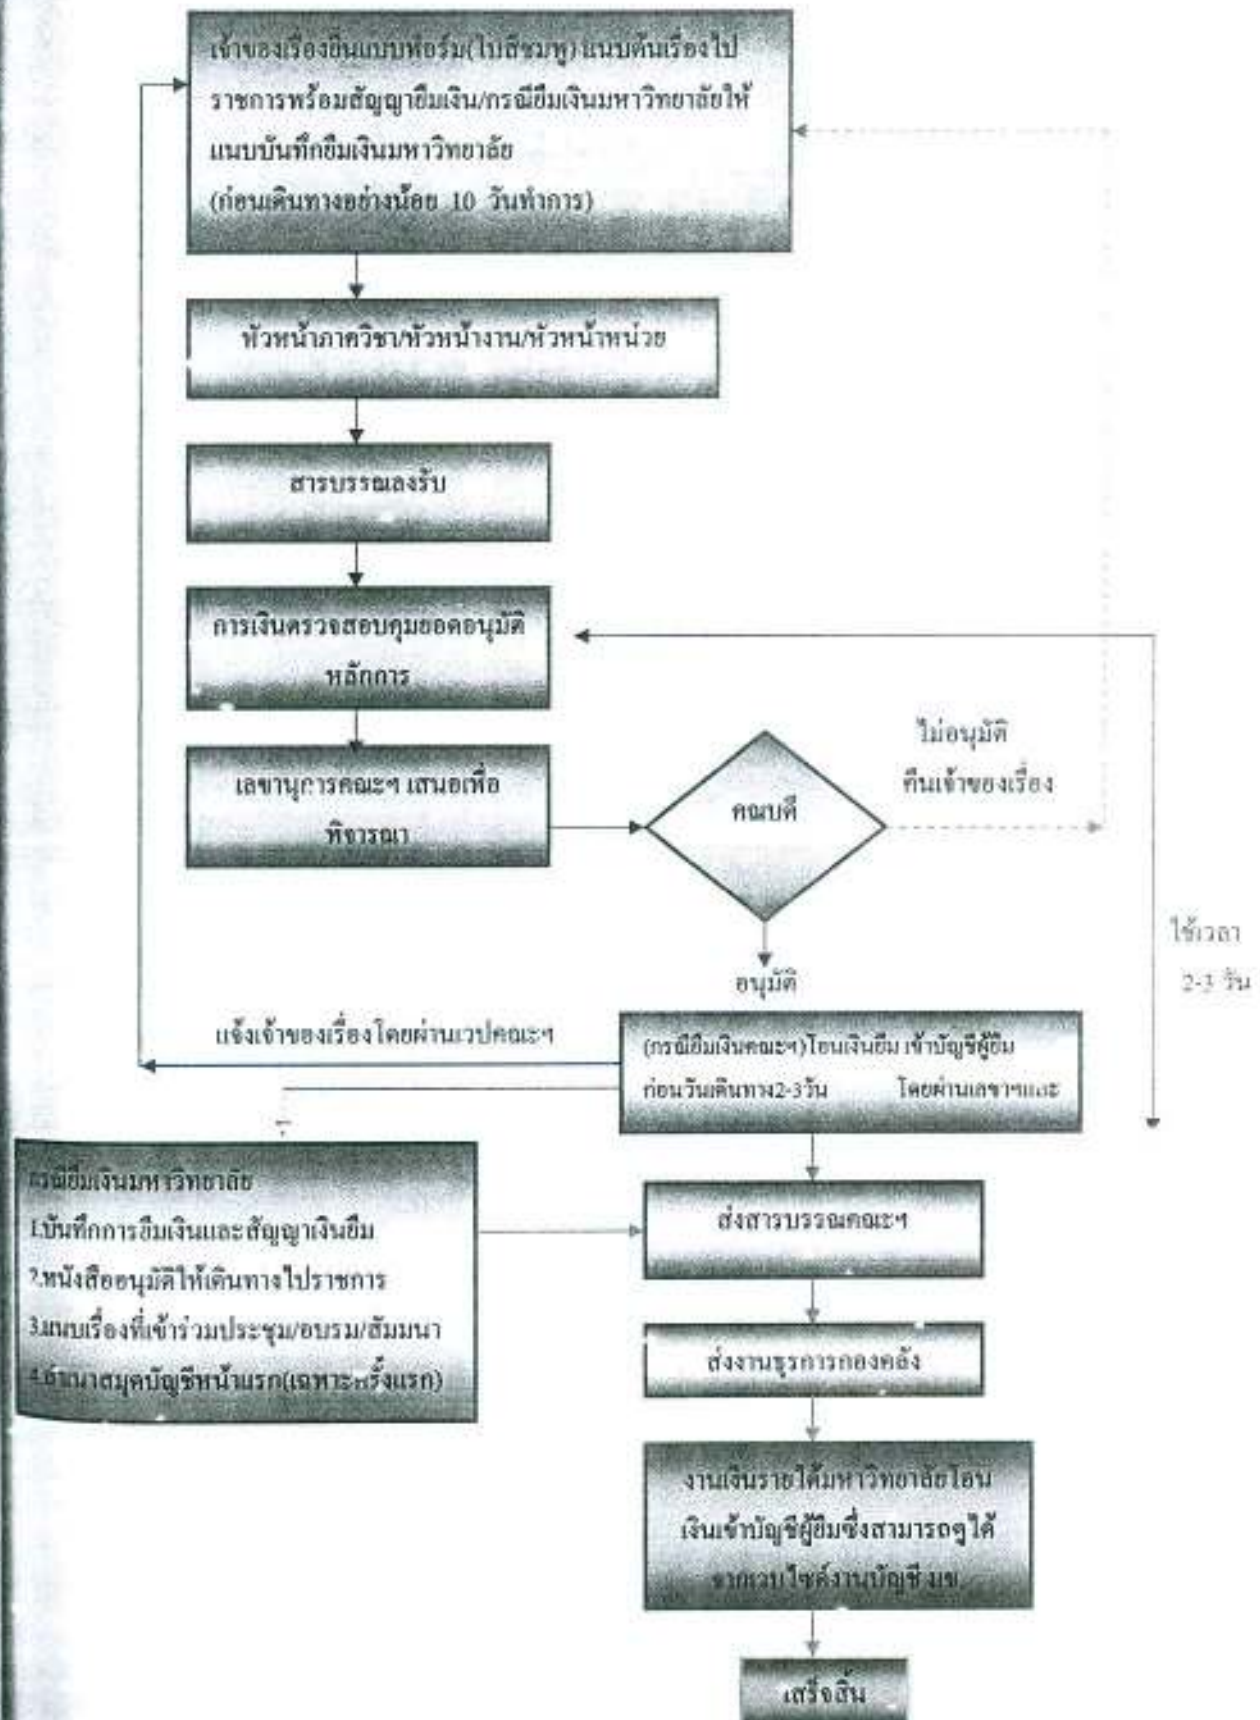 เจ้าของเรื่องยื่นแบบฟอร์ม(ใบสีชมพู) แนบต้นเรื่องไป
ราชการพร้อมสัญญายืมเงิน/กรณียืมเงินมหาวิทยาลัยให้
แนบบันทึกยืมเงินมหาวิทยาลัย
(ก่อนเดินทางอย่างน้อย 10 วันทำการ)
หัวหน้าภาควิชา/หัวหน้างาน/หัวหน้าหน่วย
สารบรรณลงรับ
การเงินตรวจสอบคุมยอดอนุมัติ
หลักการ
เลขานุการคณะฯ เสนอเพื่อ
พิจารณา
คณบดี
ไม่อนุมัติ
คืนเจ้าของเรื่อง
ใช้เวลา
2-3 วัน
อนุมัติ
แจ้งเจ้าของเรื่องโดยผ่านเวปคณะฯ
(กรณียืมเงินคณะฯ)โอนเงินยืม เข้าบัญชีผู้ยืม
ก่อนวันเดินทาง2-3วัน โดยผ่านเลขาฯและ
กรณียืมเงินมหาวิทยาลัย
1.บันทึกการยืมเงินและสัญญาเงินยืม
2.หนังสืออนุมัติให้เดินทางไปราชการ
3.แนบเรื่องที่เข้าร่วมประชุม/อบรม/สัมมนา
4.สำเนาสมุดบัญชีหน้าแรก(เฉพาะครั้งแรก)
ส่งสารบรรณคณะฯ
ส่งงานธุรการกองคลัง
งานเงินรายได้มหาวิทยาลัยโอน
เงินเข้าบัญชีผู้ยืมซึ่งสามารถดูได้
จากเวบไซค์งานบัญชี มข.
เสร็จสิ้น